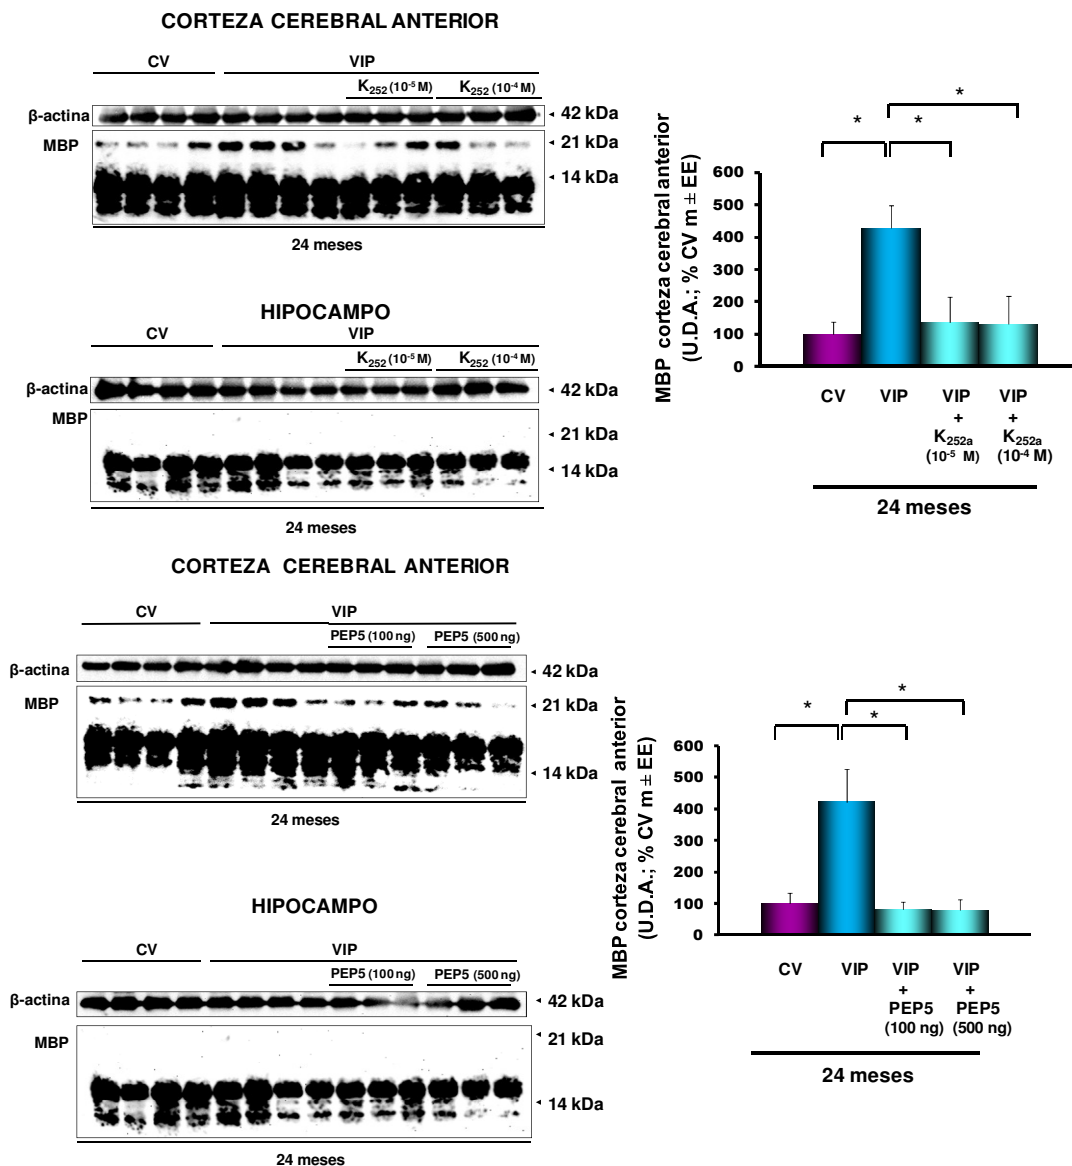 CORTEZA CEREBRAL ANTERIOR
CV VIP
K252 (10-5 M) K252 (10-4 M)
β-actina 42 kDa
MBP 21 kDa
14 kDa
24 meses
HIPOCAMPO
CV VIP
K252 (10-5 M) K252 (10-4 M)
β-actina 42 kDa
MBP
21 kDa
14 kDa
24 meses
MBP corteza cerebral anterior
(U.D.A.; % CV m ± EE)
*
* *
600
500
400
300
200
100
0
CV VIP VIP VIP
+ +
K252a K252a
(10-5 M) (10-4 M)
24 meses
CORTEZA CEREBRAL ANTERIOR
CV VIP
PEP5 (100 ng) PEP5 (500 ng)
β-actina 42 kDa
MBP 21 kDa
14 kDa
24 meses
HIPOCAMPO
CV VIP
PEP5 (100 ng) PEP5 (500 ng)
β-actina 42 kDa
MBP 21 kDa
14 kDa
24 meses
MBP corteza cerebral anterior
(U.D.A.; % CV m ± EE)
*
* *
600
500
400
300
200
100
0
CV VIP VIP VIP
+ +
PEP5 PEP5
(100 ng) (500 ng)
24 meses